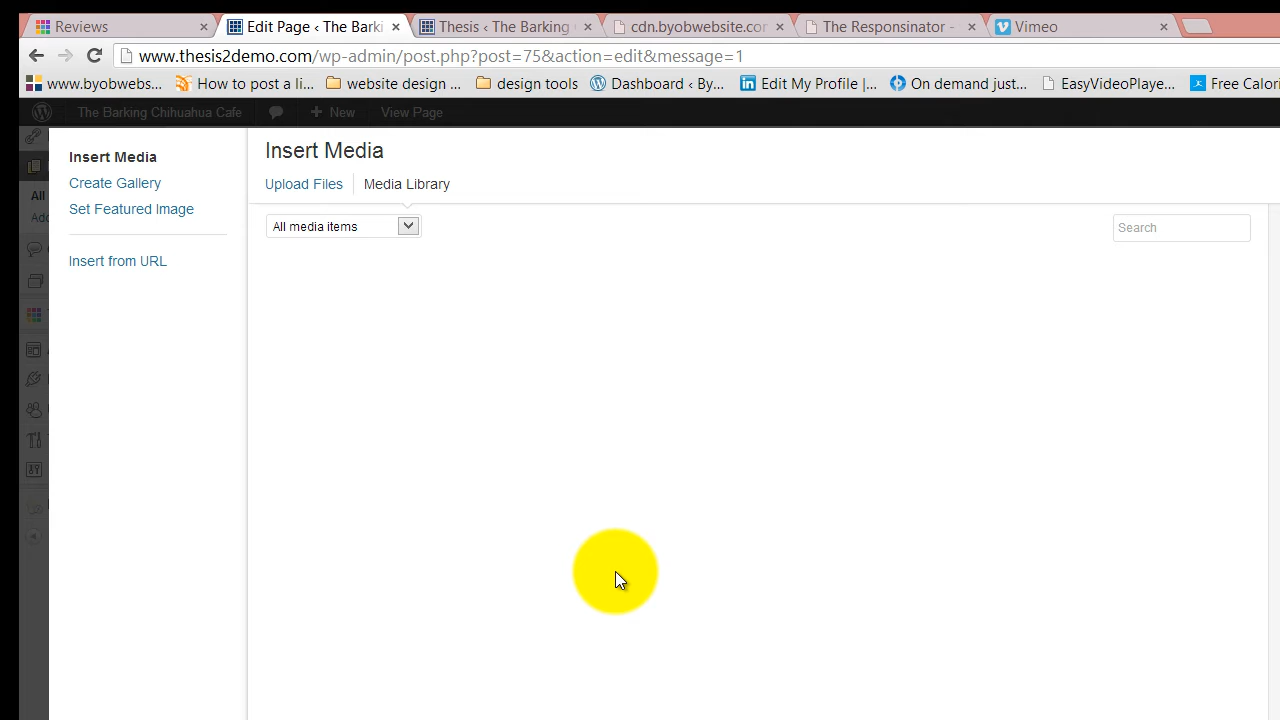 Reviews
Edit Page ‹ The Barki
Thesis ‹ The Barking
cdn.byobwebsite.com
The Responsinator -
Vimeo
www.thesis2demo.com/wp-admin/post.php?post=75&action=edit&message=1
www.byobwebs...
How to post a li...
website design ...
design tools
Dashboard ‹ By...
Edit My Profile |...
On demand just...
EasyVideoPlaye...
Free Calori
The Barking Chihuahua Cafe
New
View Page
All
Add
Insert Media
Create Gallery
Set Featured Image
Insert from URL
Insert Media
Upload Files
Media Library
All media items
Search